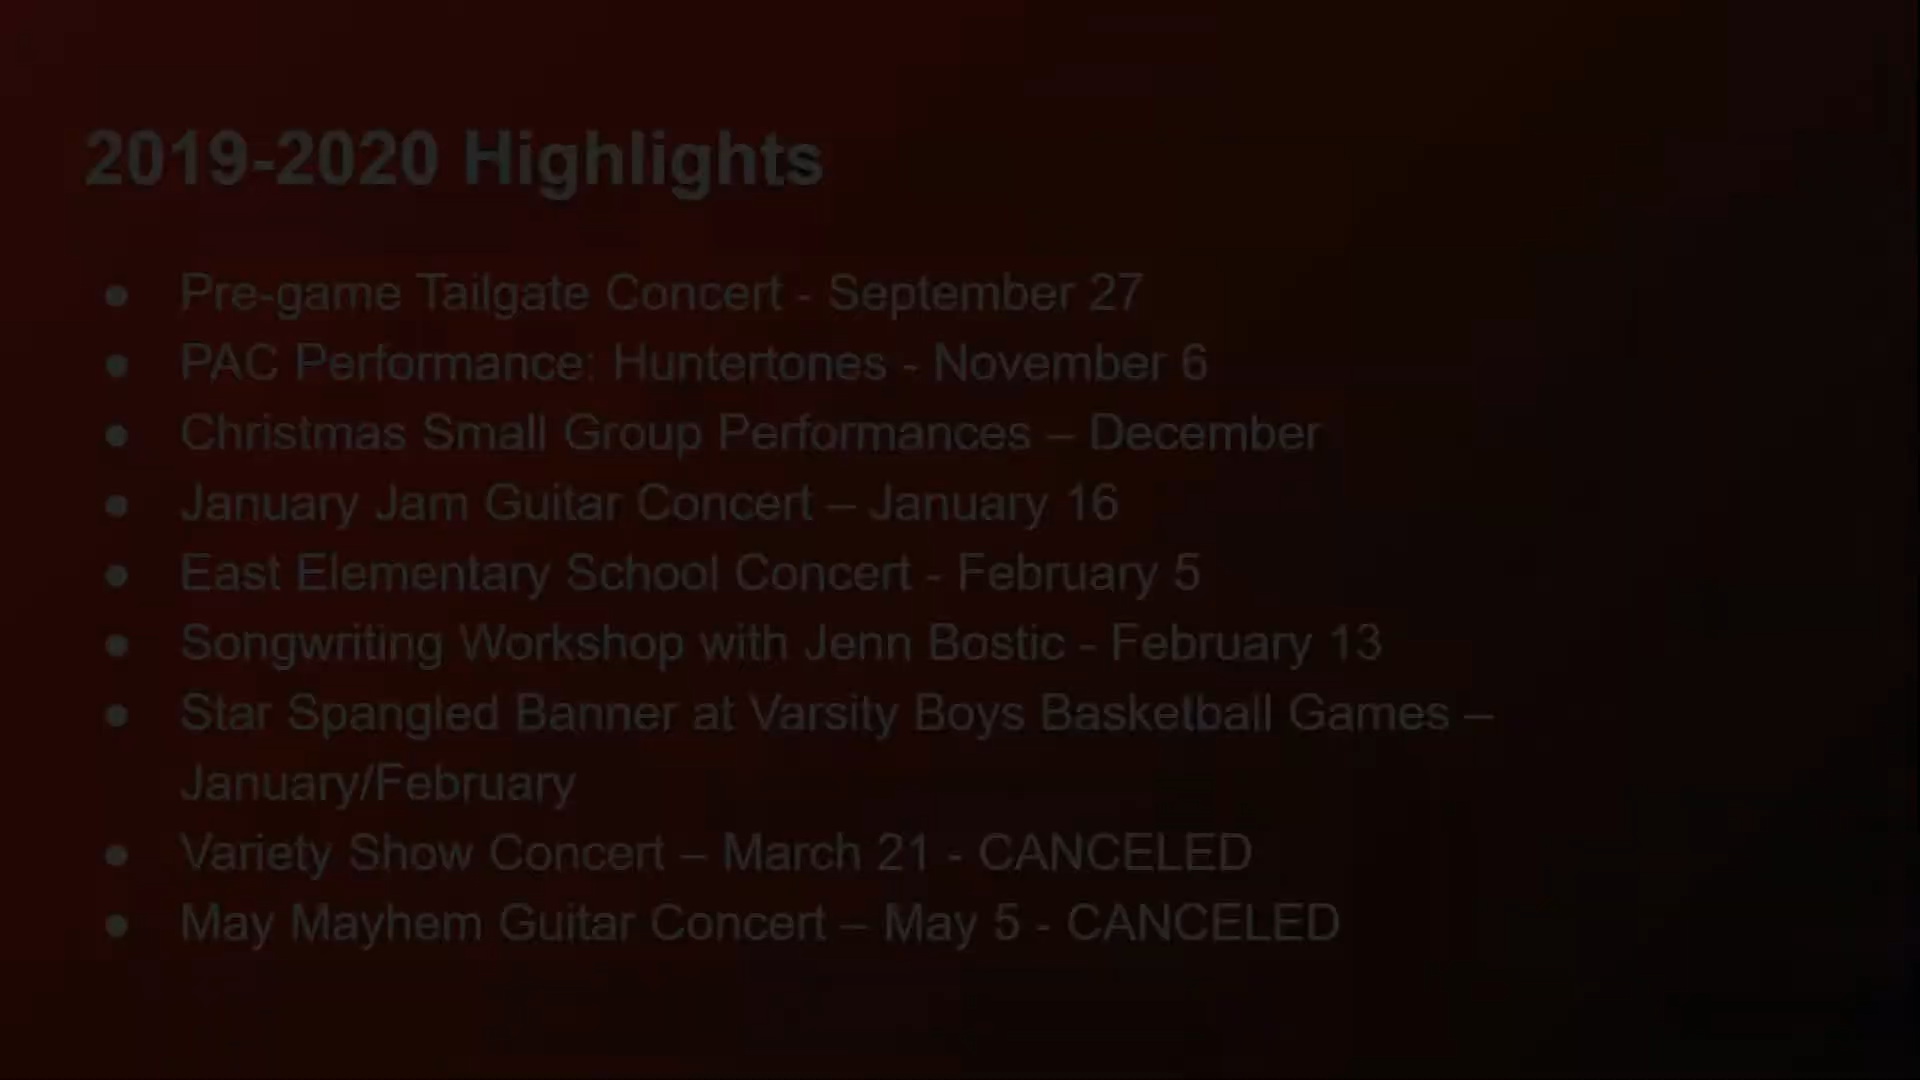 2019-2020 Highlights
● Pre-game Tailgate Concert - September 27
● PAC Performance: Huntertones - November 6
● Christmas Small Group Performances – December
● January Jam Guitar Concert – January 16
● East Elementary School Concert - February 5
● Songwriting Workshop with Jenn Bostic - February 13
● Star Spangled Banner at Varsity Boys Basketball Games –
January/February
● Variety Show Concert – March 21 - CANCELED
● May Mayhem Guitar Concert – May 5 - CANCELED